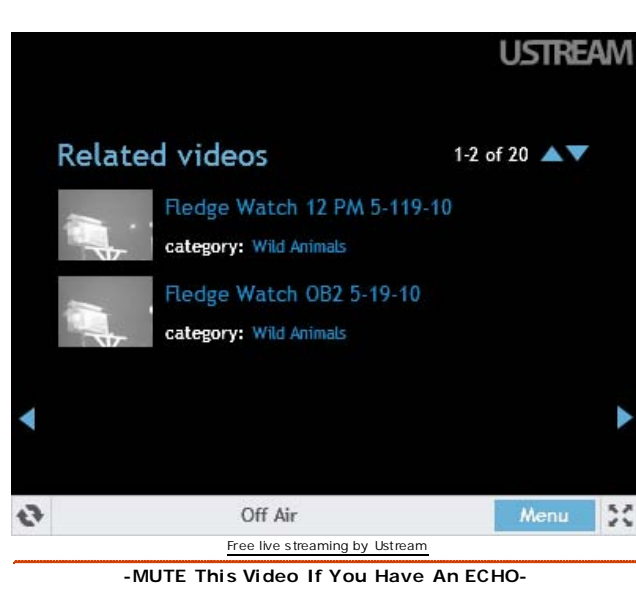 USTREAM
Related videos
1-2 of 20
Fledge Watch 12 PM 5-119-10
category: Wild Animals
Fledge Watch OB2 5-19-10
category: Wild Animals
Off Air
Menu
Free live streaming by Ustream
-MUTE This Video If You Have An ECHO-